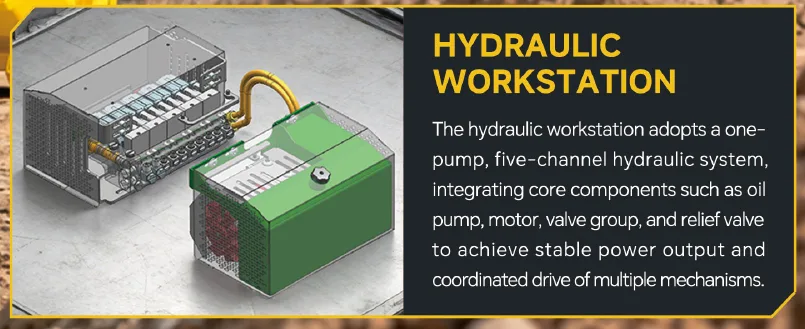 HYDRAULIC
WORKSTATION
The hydraulic workstation adopts a one-
pump, five-channel hydraulic system,
integrating core components such as oil
pump, motor, valve group, and relief valve
to achieve stable power output and
coordinated drive of multiple mechanisms.